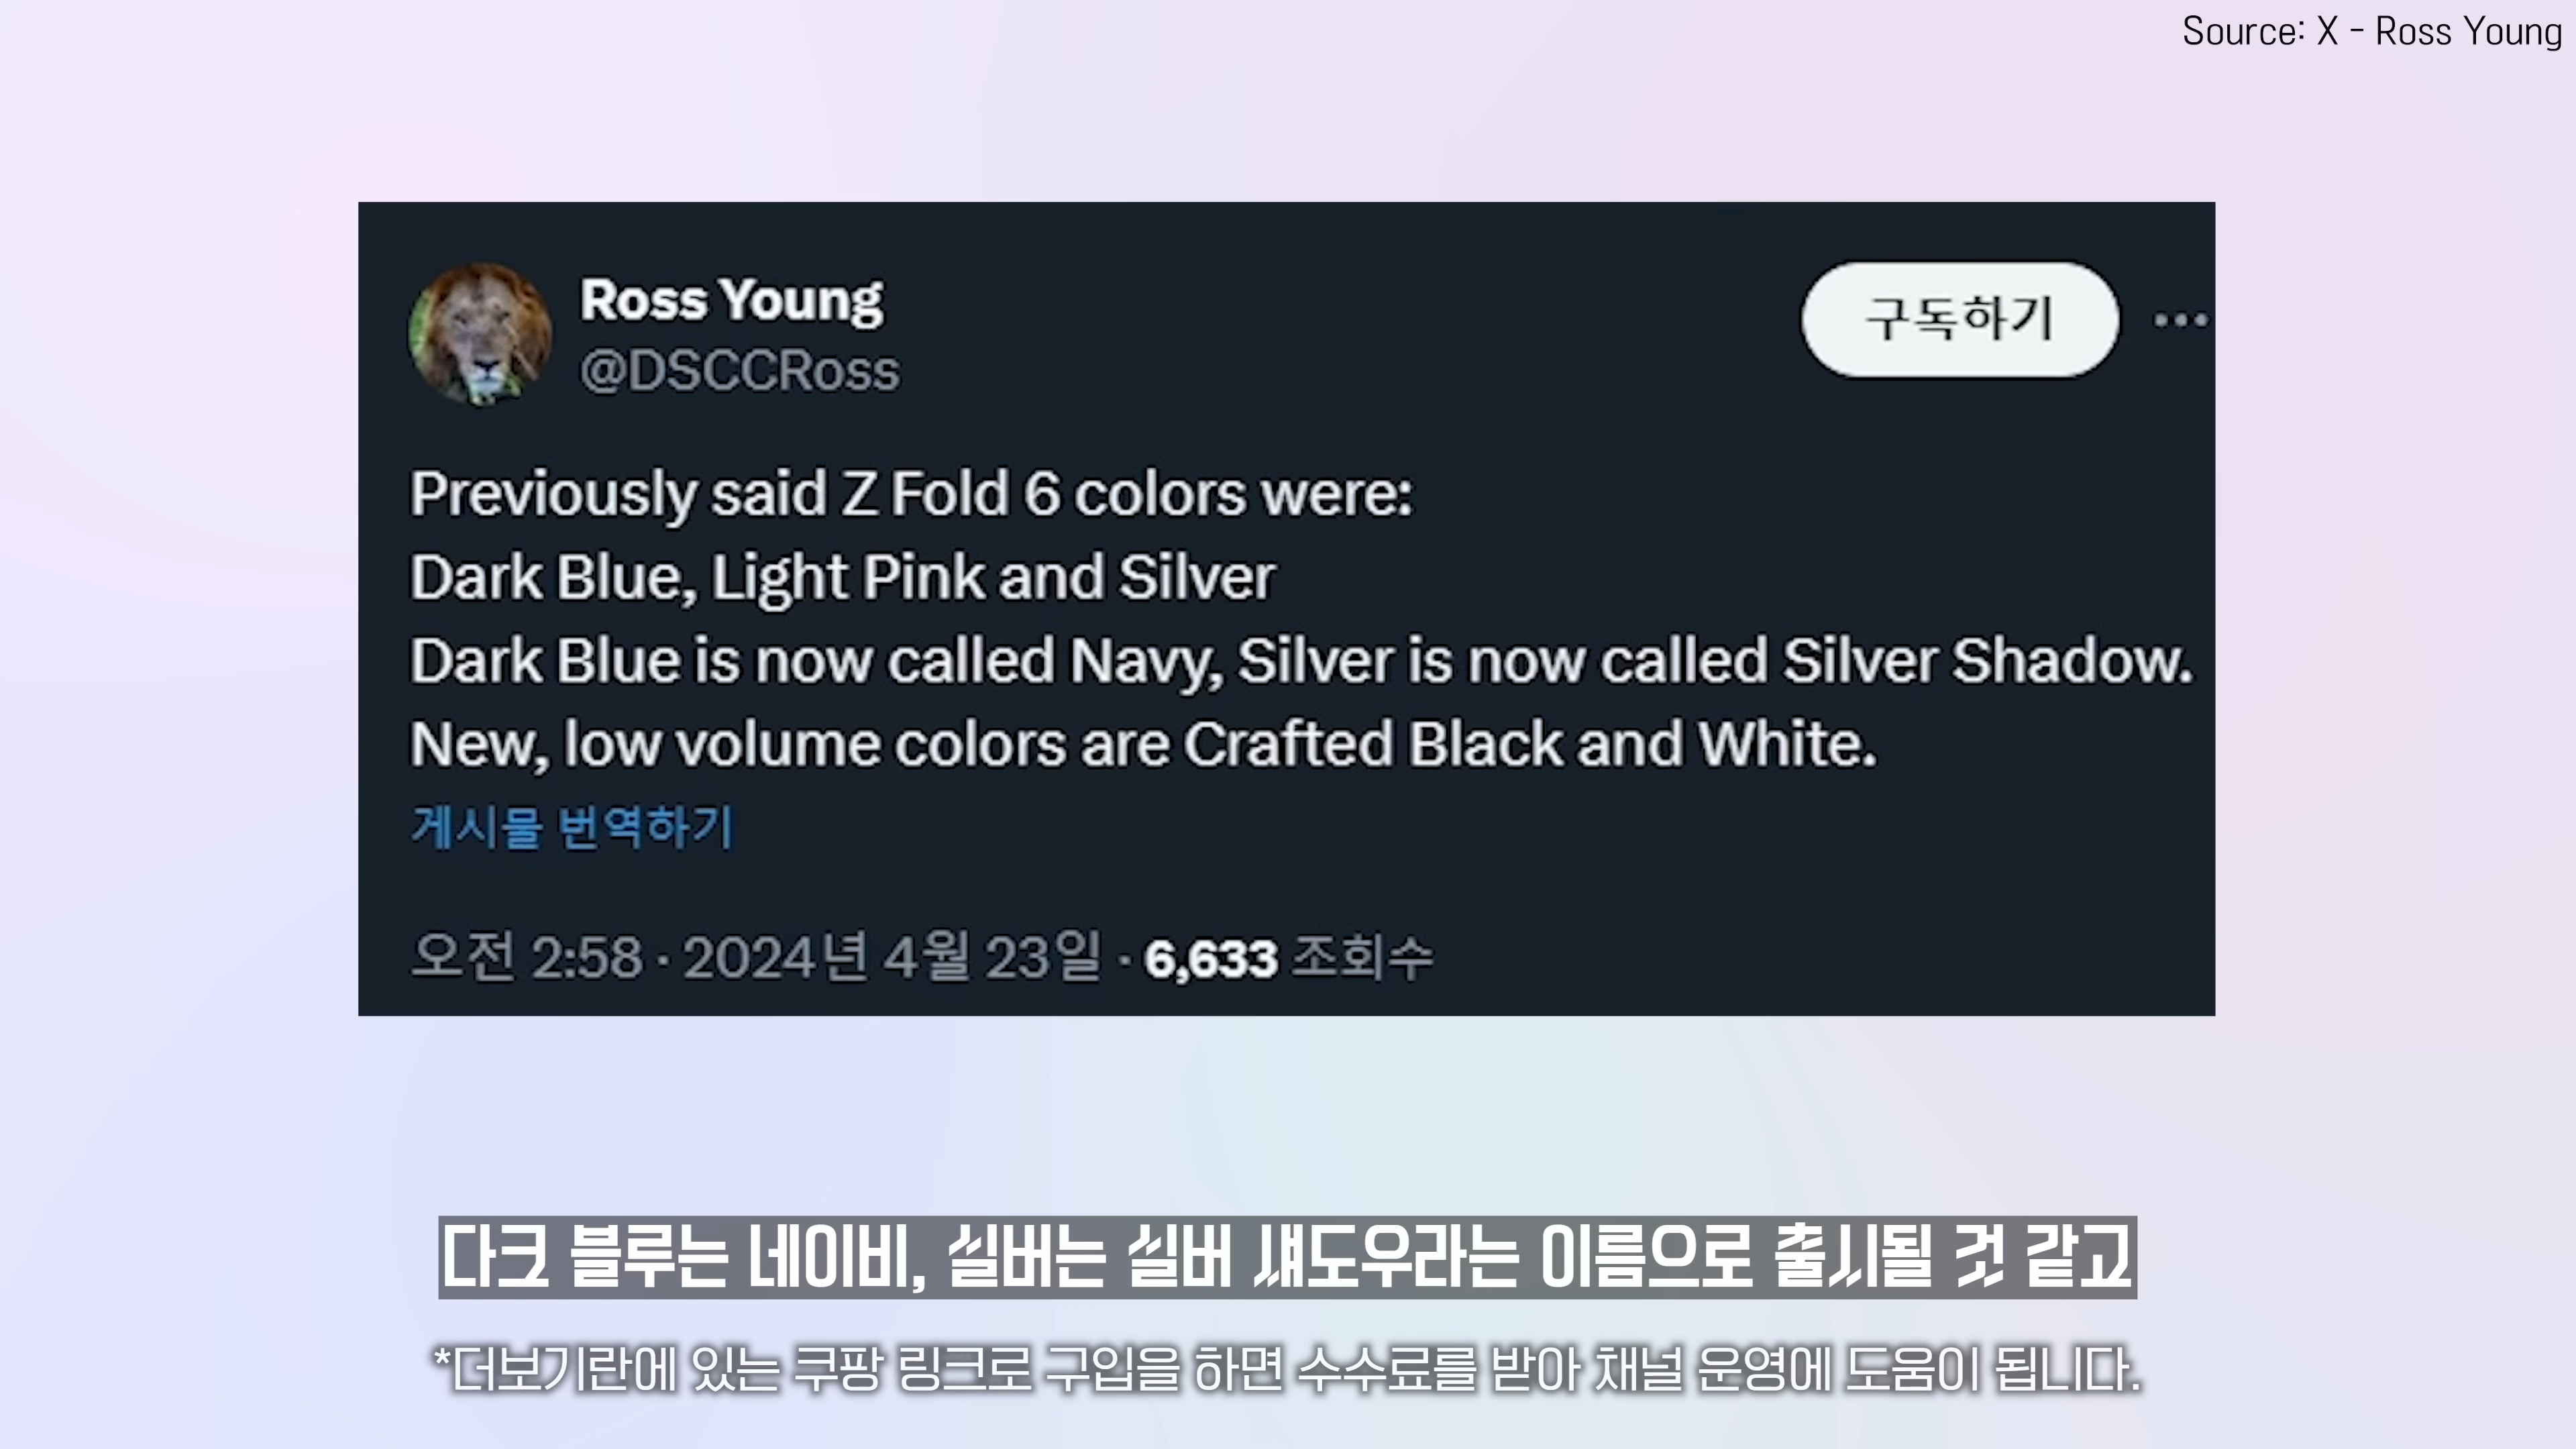 Source: X - Ross Young
Ross Young
@DSCCRoss
구독하기
Previously said Z Fold 6 colors were:
Dark Blue, Light Pink and Silver
Dark Blue is now called Navy, Silver is now called Silver Shadow.
New, low volume colors are Crafted Black and White.
게시물 번역하기
오전 2:58 · 2024년 4월 23일 · 6,633 조회수
다크 블루는 네이비, 실버는 실버 섀도우라는 이름으로 출시될 것 같고
*더보기란에 있는 쿠팡 링크로 구입을 하면 수수료를 받아 채널 운영에 도움이 됩니다.